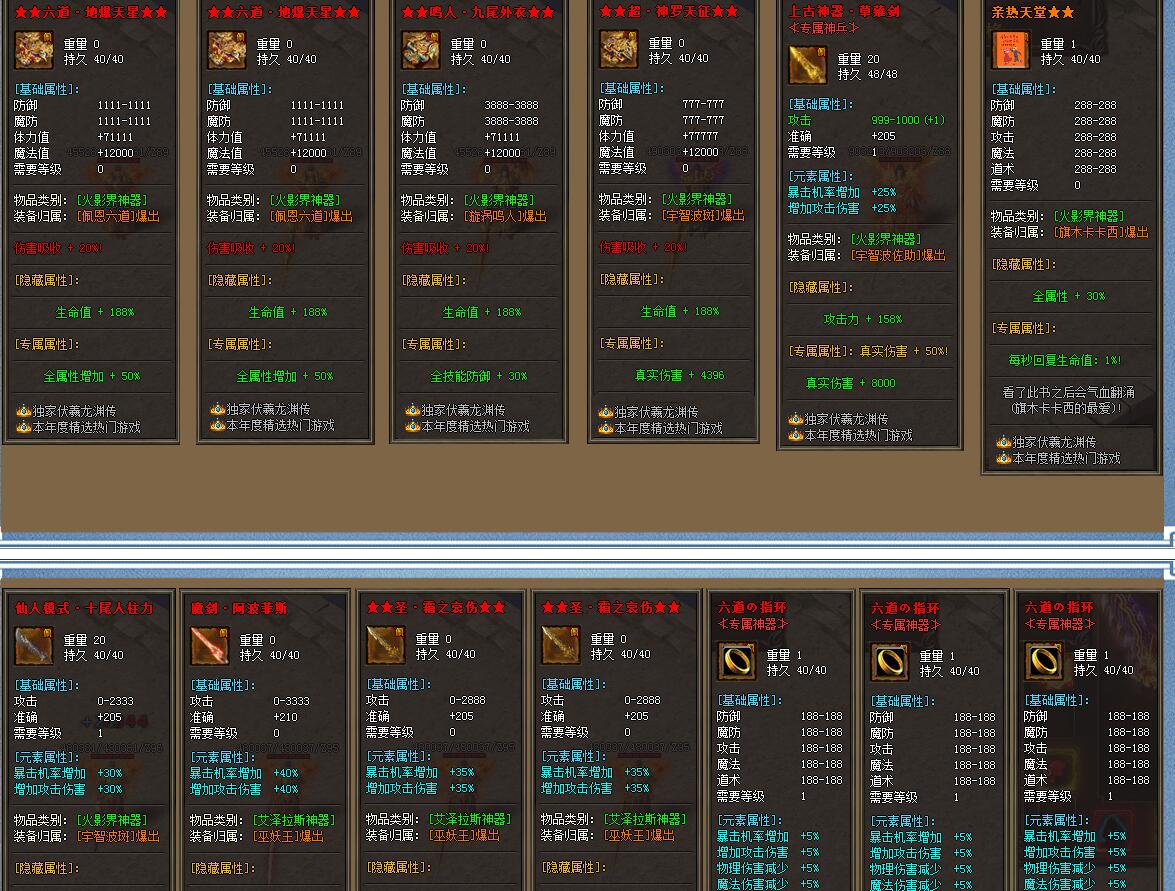 ★★六道·地爆天星★★
重量 0
持久 40/40
[基础属性]:
防御 1111-1111
魔防 1111-1111
体力值 +71111
魔法值 +12000
需要等级 0
物品类别: [火影界神器]
装备归属: [佩恩六道]爆出
伤害吸收 + 20%!
[隐藏属性]:
生命值 + 188%
[专属属性]:
全属性增加 + 50%
独家伏羲龙渊传
本年度精选热门游戏
★★六道·地爆天星★★
重量 0
持久 40/40
[基础属性]:
防御 1111-1111
魔防 1111-1111
体力值 +71111
魔法值 +12000
需要等级 0
物品类别: [火影界神器]
装备归属: [佩恩六道]爆出
伤害吸收 + 20%!
[隐藏属性]:
生命值 + 188%
[专属属性]:
全属性增加 + 50%
独家伏羲龙渊传
本年度精选热门游戏
★★鸣人·九尾外衣★★
重量 0
持久 40/40
[基础属性]:
防御 3888-3888
魔防 3888-3888
体力值 +71111
魔法值 +12000
需要等级 0
物品类别: [火影界神器]
装备归属: [旋涡鸣人]爆出
伤害吸收 + 20%!
[隐藏属性]:
生命值 + 188%
[专属属性]:
全技能防御 + 30%
独家伏羲龙渊传
本年度精选热门游戏
★★超·神罗天征★★
重量 0
持久 40/40
[基础属性]:
防御 777-777
魔防 777-777
体力值 +77777
魔法值 +12000
需要等级 0
物品类别: [火影界神器]
装备归属: [宇智波斑]爆出
伤害吸收 + 20%!
[隐藏属性]:
生命值 + 188%
[专属属性]:
真实伤害 + 4396
独家伏羲龙渊传
本年度精选热门游戏
上古神器·草薙剑
<专属神兵>
重量 20
持久 48/48
[基础属性]:
攻击 999-1000 (+1)
准确 +205
需要等级 1
[元素属性]:
暴击机率增加 +25%
增加攻击伤害 +25%
物品类别: [火影界神器]
装备归属: [宇智波佐助]爆出
[隐藏属性]:
攻击力 + 158%
[专属属性]: 真实伤害 + 50%!
真实伤害 + 8000
独家伏羲龙渊传
本年度精选热门游戏
亲热天堂★★
重量 1
持久 40/40
[基础属性]:
防御 288-288
魔防 288-288
攻击 288-288
魔法 288-288
道术 288-288
需要等级 0
物品类别: [火影界神器]
装备归属: [旗木卡卡西]爆出
[隐藏属性]:
全属性 + 30%
[专属属性]:
每秒回复生命值: 1%!
看了此书之后会气血翻涌
(旗木卡卡西的最爱)!
独家伏羲龙渊传
本年度精选热门游戏
仙人模式·十尾人柱力
重量 20
持久 40/40
[基础属性]:
攻击 0-2333
准确 +205
需要等级 1
[元素属性]:
暴击机率增加 +30%
增加攻击伤害 +30%
物品类别: [火影界神器]
装备归属: [宇智波斑]爆出
[隐藏属性]:
魔剑·阿波菲斯
重量 0
持久 40/40
[基础属性]:
攻击 0-3333
准确 +210
需要等级 0
[元素属性]:
暴击机率增加 +40%
增加攻击伤害 +40%
物品类别: [艾泽拉斯神器]
装备归属: [巫妖王]爆出
[隐藏属性]:
★★圣·霜之哀伤★★
重量 0
持久 40/40
[基础属性]:
攻击 0-2888
准确 +205
需要等级 0
[元素属性]:
暴击机率增加 +35%
增加攻击伤害 +35%
物品类别: [艾泽拉斯神器]
装备归属: [巫妖王]爆出
[隐藏属性]:
★★圣·霜之哀伤★★
重量 0
持久 40/40
[基础属性]:
攻击 0-2888
准确 +205
需要等级 0
[元素属性]:
暴击机率增加 +35%
增加攻击伤害 +35%
物品类别: [艾泽拉斯神器]
装备归属: [巫妖王]爆出
[隐藏属性]:
六道の指环
<专属神器>
重量 1
持久 40/40
[基础属性]:
防御 188-188
魔防 188-188
攻击 188-188
魔法 188-188
道术 188-188
需要等级 1
[元素属性]:
暴击机率增加 +5%
增加攻击伤害 +5%
物理伤害减少 +5%
魔法伤害减少 +5%
六道の指环
<专属神器>
重量 1
持久 40/40
[基础属性]:
防御 188-188
魔防 188-188
攻击 188-188
魔法 188-188
道术 188-188
需要等级 1
[元素属性]:
暴击机率增加 +5%
增加攻击伤害 +5%
物理伤害减少 +5%
魔法伤害减少 +5%
六道の指环
<专属神器>
重量 1
持久 40/40
[基础属性]:
防御 188-188
魔防 188-188
攻击 188-188
魔法 188-188
道术 188-188
需要等级 1
[元素属性]:
暴击机率增加 +5%
增加攻击伤害 +5%
物理伤害减少 +5%
魔法伤害减少 +5%